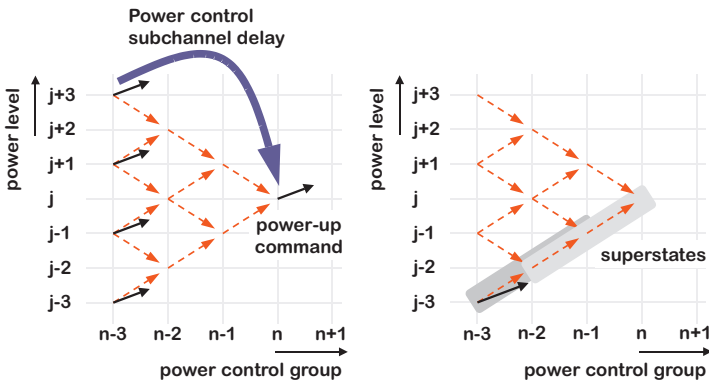 Power control
subchannel delay
power level
j+3
j+2
j+1
j
j-1
j-2
j-3
power-up
command
n-3
n-2
n-1
n
n+1
power control group
power level
j+3
j+2
j+1
j
j-1
j-2
j-3
superstates
n-3
n-2
n-1
n
n+1
power control group